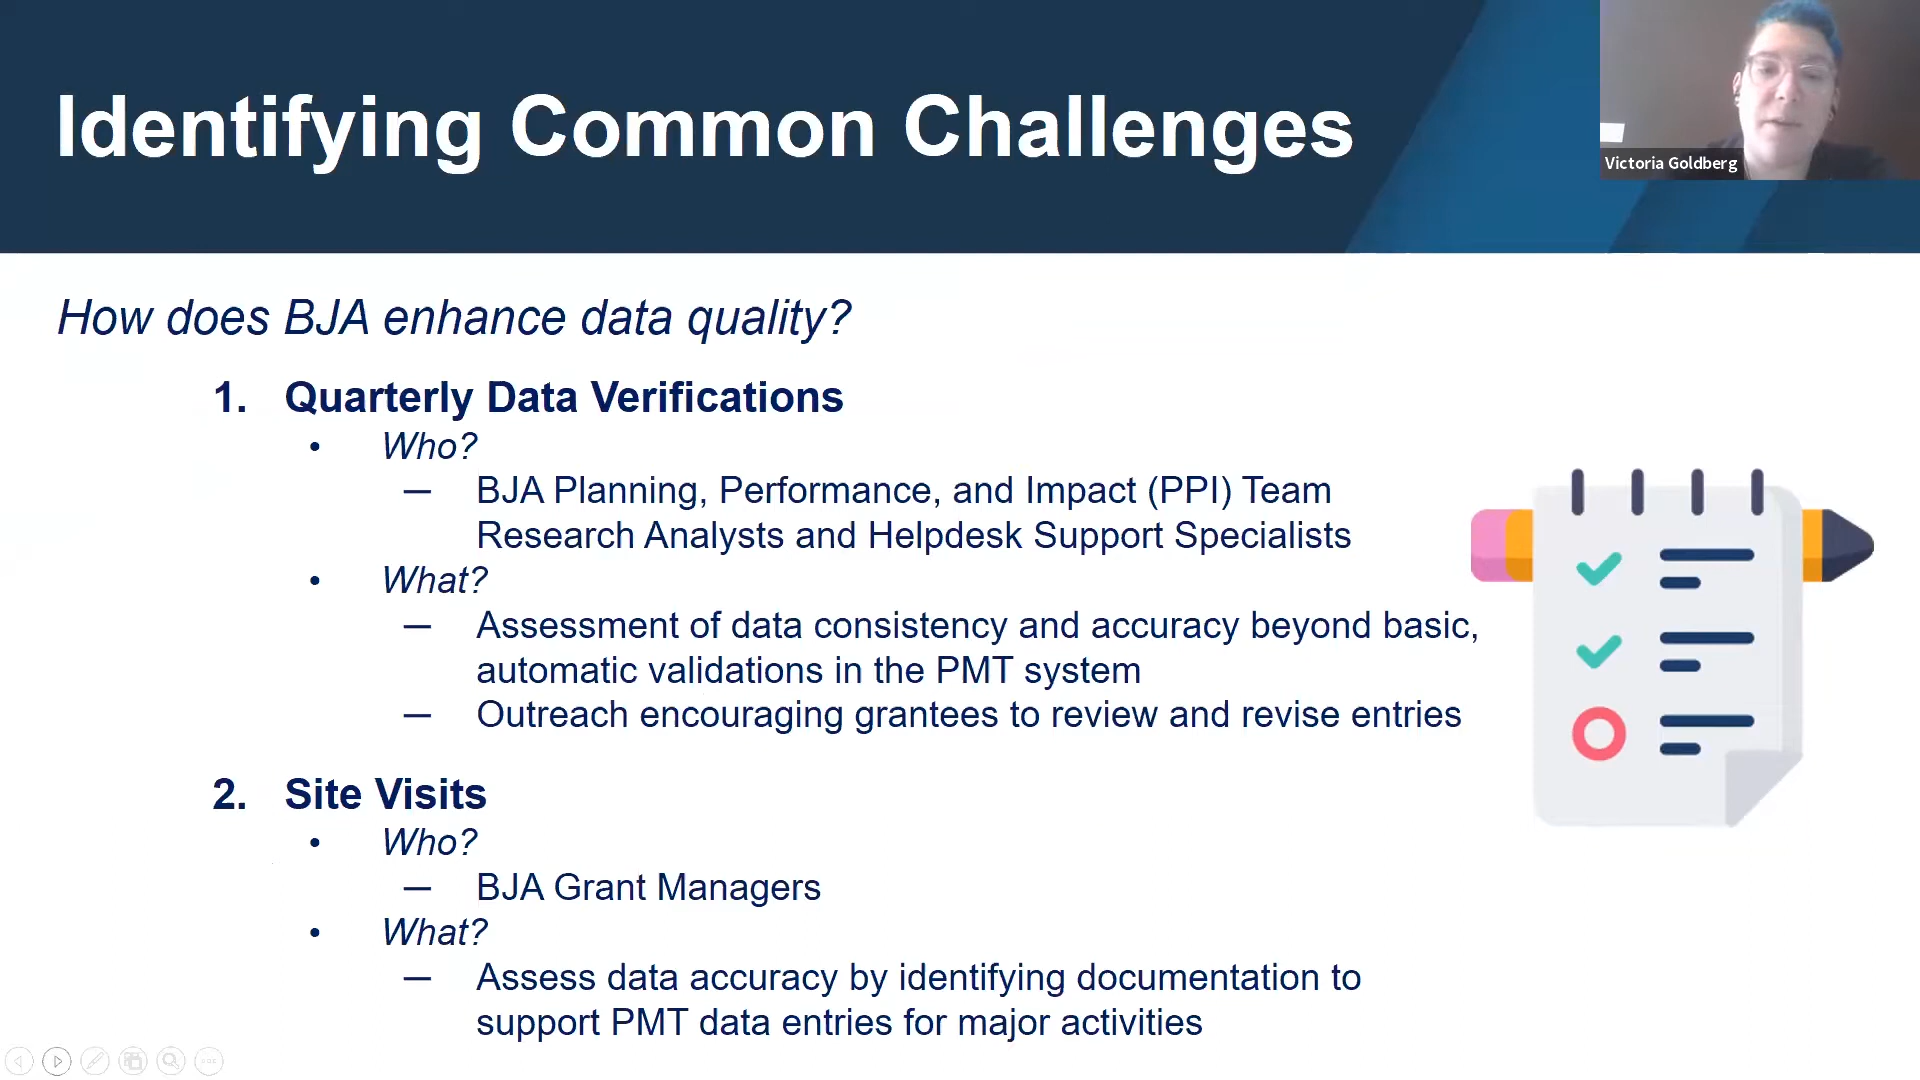 Identifying Common Challenges
Victoria Goldberg
How does BJA enhance data quality?
1. Quarterly Data Verifications
• Who?
— BJA Planning, Performance, and Impact (PPI) Team
Research Analysts and Helpdesk Support Specialists
• What?
— Assessment of data consistency and accuracy beyond basic,
automatic validations in the PMT system
— Outreach encouraging grantees to review and revise entries
2. Site Visits
• Who?
— BJA Grant Managers
• What?
— Assess data accuracy by identifying documentation to
support PMT data entries for major activities